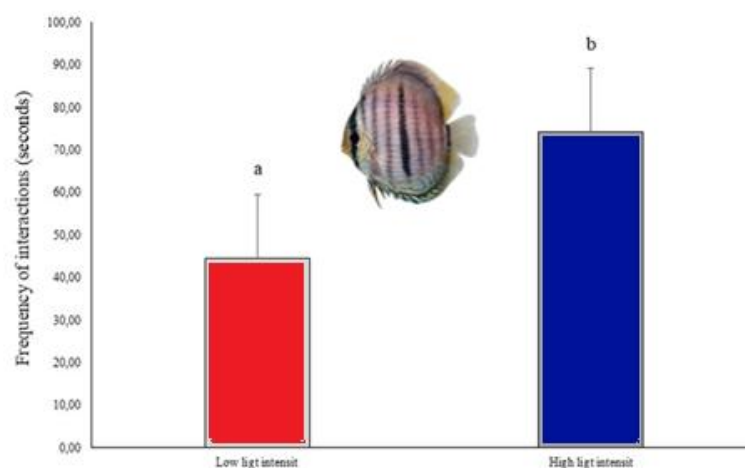 100,00
90,00
80,00
70,00
60,00
50,00
40,00
30,00
20,00
10,00
0,00
Frequency of interactions (seconds)
a
b
Low ligt intensit
High ligt intensit